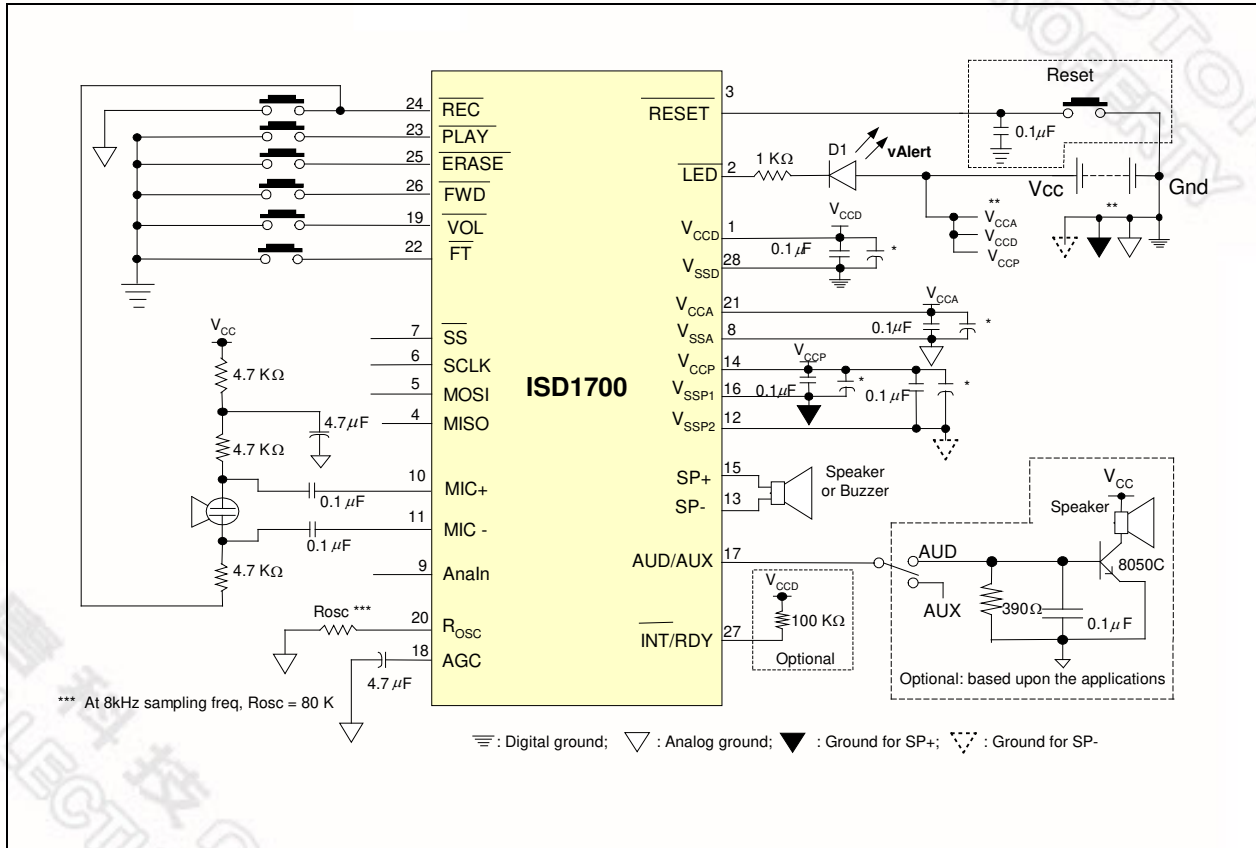 Reset
3
RESET
0.1μF
24
REC
23
PLAY
25
ERASE
26
FWD
19
VOL
22
FT
D1
vAlert
1 KΩ
2
LED
Vcc
Gnd
**
**
VCCA
VCCD
VCCP
VCCD
1
VCCD
0.1μF
*
28
VSSD
VCCA
21
VCCA
0.1μF
*
8
VSSA
14
VCCP
VCCP
0.1μF
*
0.1μF
*
16
VSSP1
12
VSSP2
7
SS
6
SCLK
5
MOSI
4
MISO
ISD1700
VCC
4.7 KΩ
4.7μF
4.7 KΩ
10
MIC+
0.1μF
11
MIC -
0.1μF
4.7 KΩ
9
AnaIn
15
SP+
13
SP-
Speaker
or Buzzer
AUD/AUX
17
AUD
AUX
VCC
Speaker
8050C
390Ω
0.1μF
Optional: based upon the applications
VCCD
100 KΩ
INT/RDY
27
Optional
Rosc ***
20
ROSC
18
AGC
4.7μF
*** At 8kHz sampling freq, Rosc = 80 K
: Digital ground; : Analog ground; : Ground for SP+; : Ground for SP-